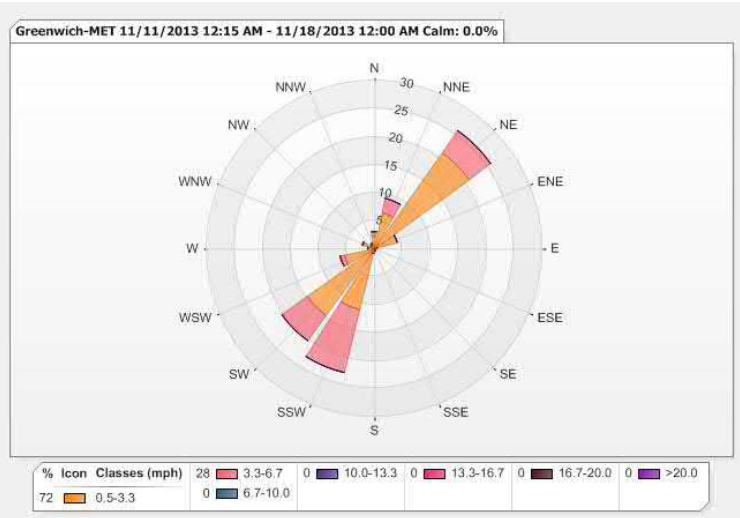 Greenwich-MET 11/11/2013 12:15 AM - 11/18/2013 12:00 AM Calm: 0.0%
N
NNE
NE
ENE
E
ESE
SE
SSE
S
SSW
SW
WSW
W
WNW
NW
NNW
30
25
20
15
10
5
% Icon Classes (mph)
72 0.5-3.3
28 3.3-6.7
0 6.7-10.0
0 10.0-13.3
0 13.3-16.7
0 16.7-20.0
0 >20.0